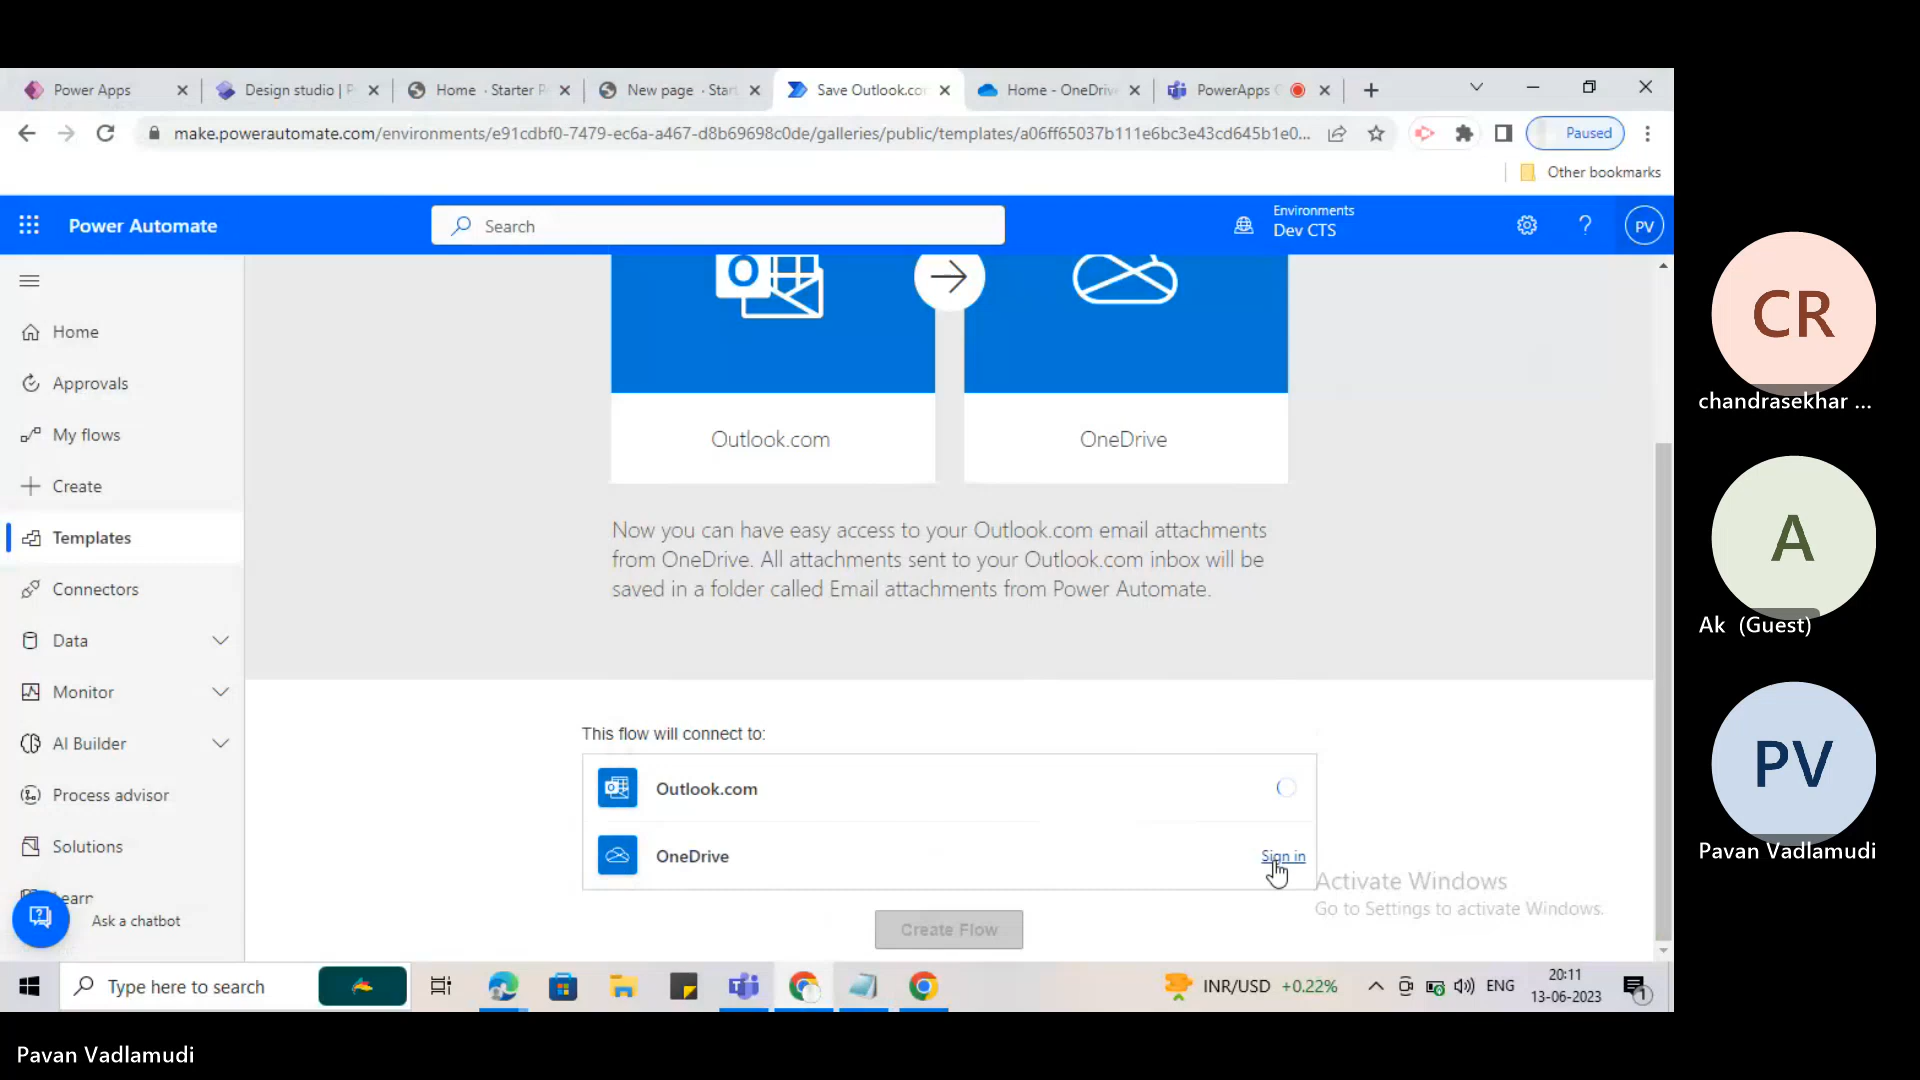 Power Apps
Design studio | P
Home · Starter P
New page · Star
Save Outlook.co
Home - OneDriv
PowerApps
make.powerautomate.com/environments/e91cdbf0-7479-ec6a-a467-d8b69698c0de/galleries/public/templates/a06ff65037b111e6bc3e43cd645b1e0...
Paused
Other bookmarks
Power Automate
Search
Environments
Dev CTS
PV
Home
Approvals
My flows
Create
Templates
Connectors
Data
Monitor
AI Builder
Process advisor
Solutions
Learn
Ask a chatbot
Outlook.com
OneDrive
Now you can have easy access to your Outlook.com email attachments
from OneDrive. All attachments sent to your Outlook.com inbox will be
saved in a folder called Email attachments from Power Automate.
This flow will connect to:
Outlook.com
OneDrive
Sign in
Create Flow
Activate Windows
Go to Settings to activate Windows.
Type here to search
INR/USD +0.22%
ENG
20:11
13-06-2023
1
CR
chandrasekhar ...
A
Ak (Guest)
PV
Pavan Vadlamudi
Pavan Vadlamudi